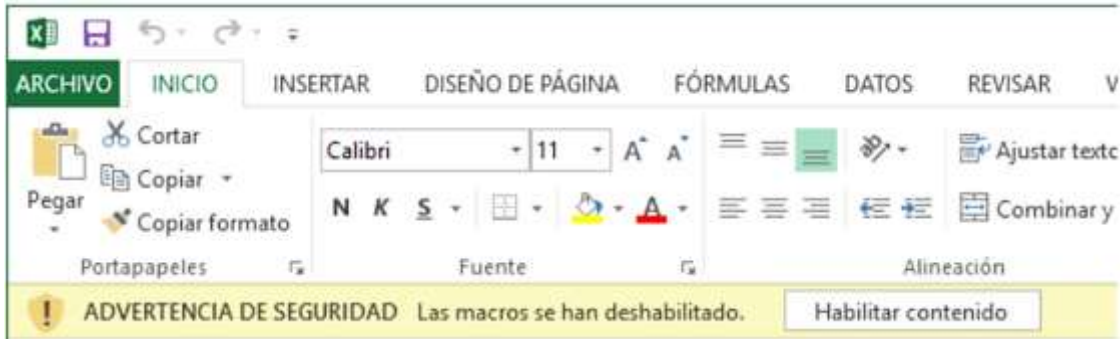 ARCHIVO INICIO INSERTAR DISEÑO DE PÁGINA FÓRMULAS DATOS REVISAR V
Cortar
Calibri 11 A A Ajustar texto
Copiar
Pegar
N K S A Combinar y
Copiar formato
Portapapeles Fuente Alineación
ADVERTENCIA DE SEGURIDAD Las macros se han deshabilitado. Habilitar contenido